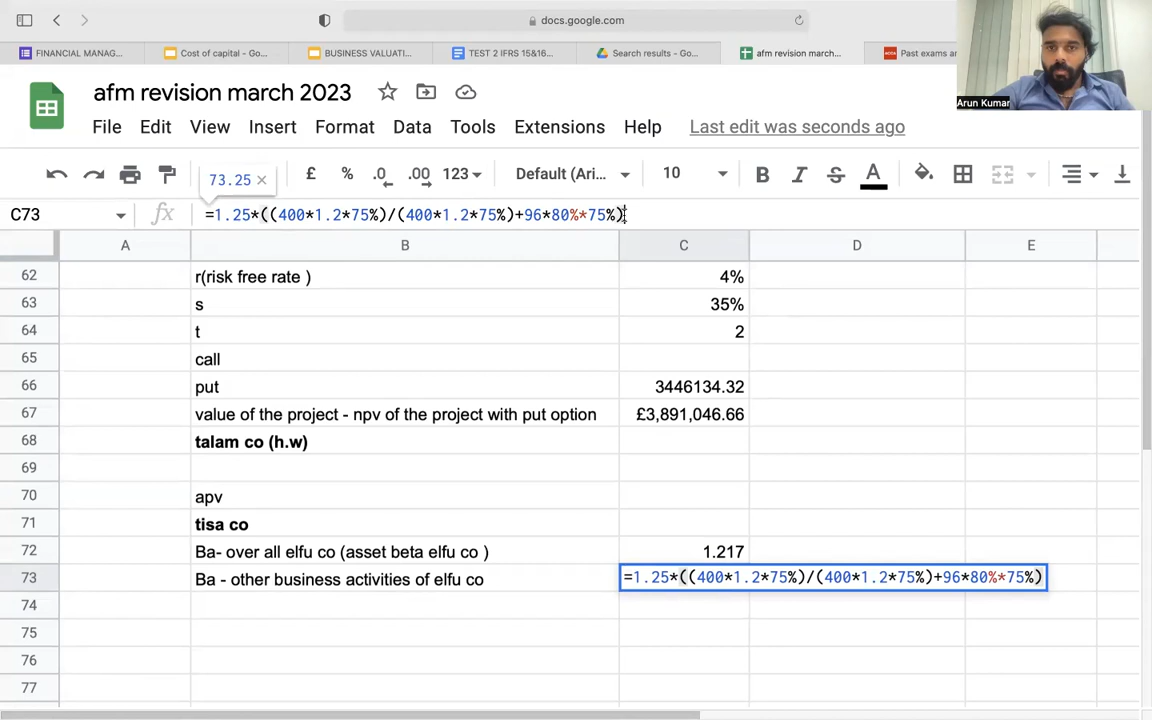 docs.google.com
FINANCIAL MANAG...
Cost of capital - Go...
BUSINESS VALUATI...
TEST 2 IFRS 15&16...
Search results - Go...
afm revision march...
Past exams an
Arun Kumar
afm revision march 2023
File Edit View Insert Format Data Tools Extensions Help Last edit was seconds ago
73.25 ×
£ % .0 .00 123 Default (Ari... 10 B I S A
C73 fx =1.25*((400*1.2*75%)/(400*1.2*75%)+96*80%*75%)
A B C D E
62 r(risk free rate ) 4%
63 s 35%
64 t 2
65 call
66 put 3446134.32
67 value of the project - npv of the project with put option £3,891,046.66
68 talam co (h.w)
69
70 apv
71 tisa co
72 Ba- over all elfu co (asset beta elfu co ) 1.217
73 Ba - other business activities of elfu co =1.25*((400*1.2*75%)/(400*1.2*75%)+96*80%*75%)
74
75
76
77